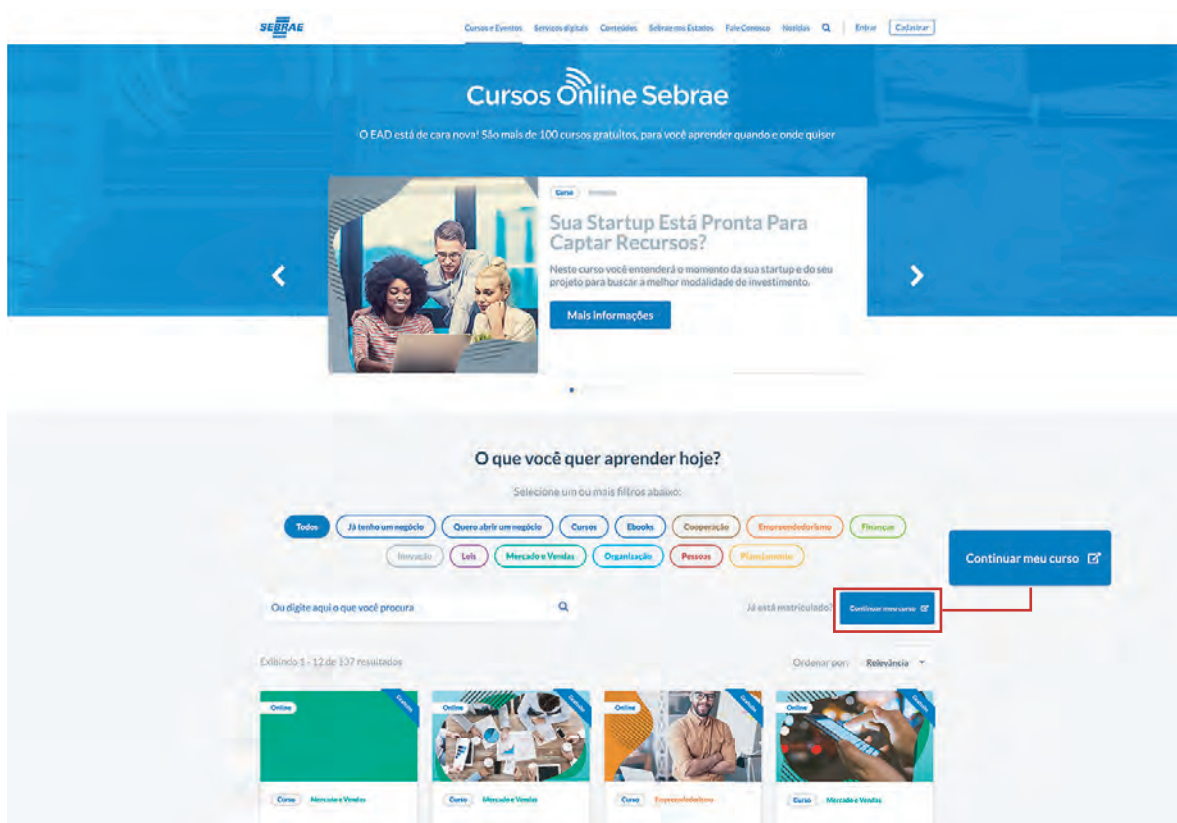 SEBRAE
Cursos e Eventos Serviços digitais Conteúdos Sebrae nos Estados Fale Conosco Notícias Entrar Cadastrar
Cursos Online Sebrae
O EAD está de cara nova! São mais de 100 cursos gratuitos, para você aprender quando e onde quiser
Curso
Sua Startup Está Pronta Para
Captar Recursos?
Neste curso você entenderá o momento da sua startup e do seu
projeto para buscar a melhor modalidade de investimento.
Mais informações
O que você quer aprender hoje?
Selecione um ou mais filtros abaixo:
Todos Já tenho um negócio Quero abrir um negócio Cursos Ebooks Cooperação Empreendedorismo Finanças
Inovação Leis Mercado e Vendas Organização Pessoas Planejamento
Continuar meu curso
Ou digite aqui o que você procura Já está matriculado? Continuar meu curso
Exibindo 1 - 12 de 137 resultados Ordenar por: Relevância
Online Gratuito Online Gratuito Online Gratuito Online Gratuito
Curso Mercado e Vendas Curso Mercado e Vendas Curso Empreendedorismo Curso Mercado e Vendas